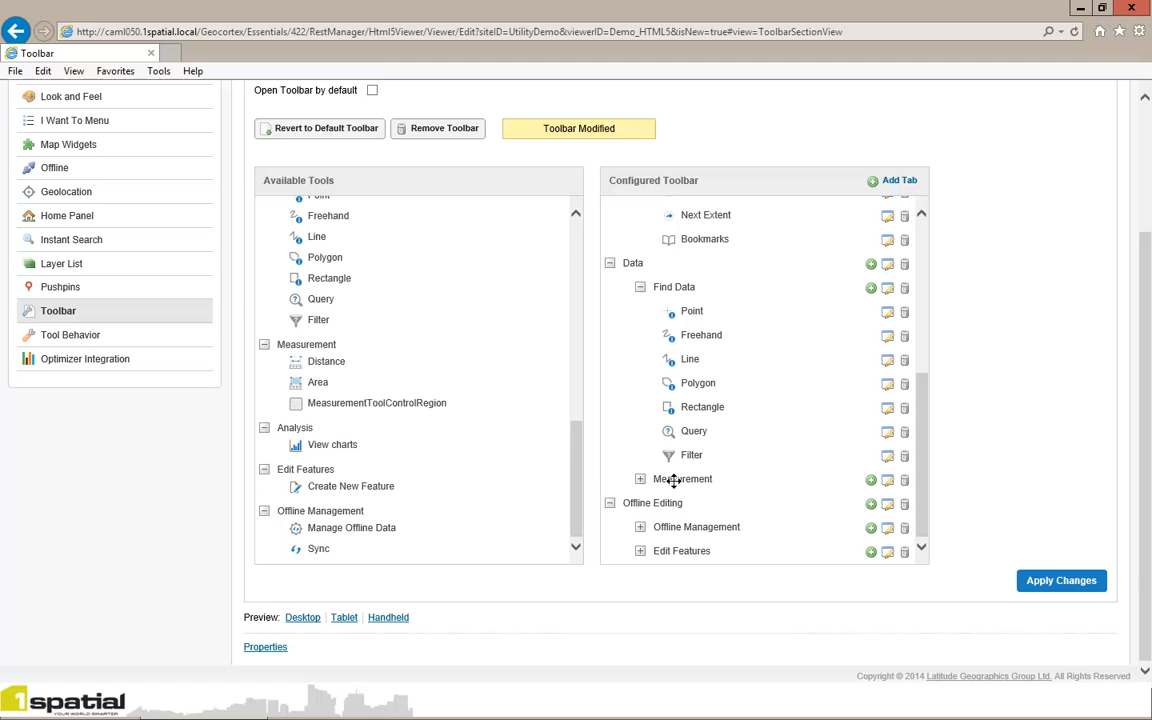 http://caml050.1spatial.local/Geocortex/Essentials/422/RestManager/Html5Viewer/Viewer/Edit?siteID=UtilityDemo&viewerID=Demo_HTML5&isNew=true#view=ToolbarSectionView
Toolbar
File Edit View Favorites Tools Help
Look and Feel
I Want To Menu
Map Widgets
Offline
Geolocation
Home Panel
Instant Search
Layer List
Pushpins
Toolbar
Tool Behavior
Optimizer Integration
Open Toolbar by default
Revert to Default Toolbar
Remove Toolbar
Toolbar Modified
Available Tools
Point
Freehand
Line
Polygon
Rectangle
Query
Filter
Measurement
Distance
Area
MeasurementToolControlRegion
Analysis
View charts
Edit Features
Create New Feature
Offline Management
Manage Offline Data
Sync
Configured Toolbar
Add Tab
Next Extent
Bookmarks
Data
Find Data
Point
Freehand
Line
Polygon
Rectangle
Query
Filter
Measurement
Offline Editing
Offline Management
Edit Features
Apply Changes
Preview: Desktop | Tablet | Handheld
Properties
Copyright © 2014 Latitude Geographics Group Ltd. All Rights Reserved
1spatial
YOUR WORLD SMARTER